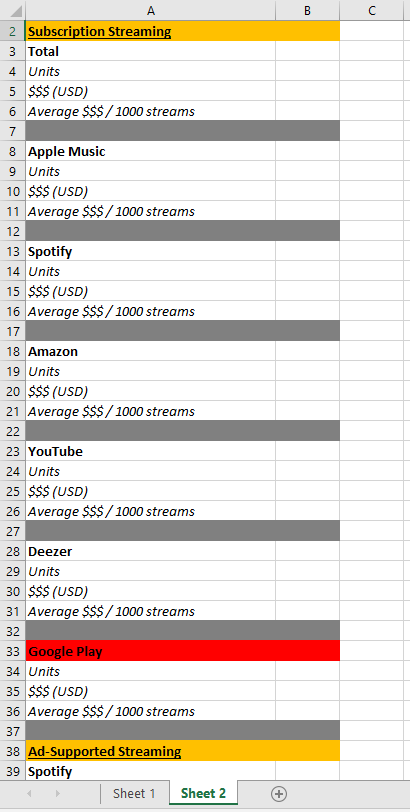 A B C
2 Subscription Streaming
3 Total
4 Units
5 $$$ (USD)
6 Average $$$ / 1000 streams
7
8 Apple Music
9 Units
10 $$$ (USD)
11 Average $$$ / 1000 streams
12
13 Spotify
14 Units
15 $$$ (USD)
16 Average $$$ / 1000 streams
17
18 Amazon
19 Units
20 $$$ (USD)
21 Average $$$ / 1000 streams
22
23 YouTube
24 Units
25 $$$ (USD)
26 Average $$$ / 1000 streams
27
28 Deezer
29 Units
30 $$$ (USD)
31 Average $$$ / 1000 streams
32
33 Google Play
34 Units
35 $$$ (USD)
36 Average $$$ / 1000 streams
37
38 Ad-Supported Streaming
39 Spotify
Sheet 1 Sheet 2